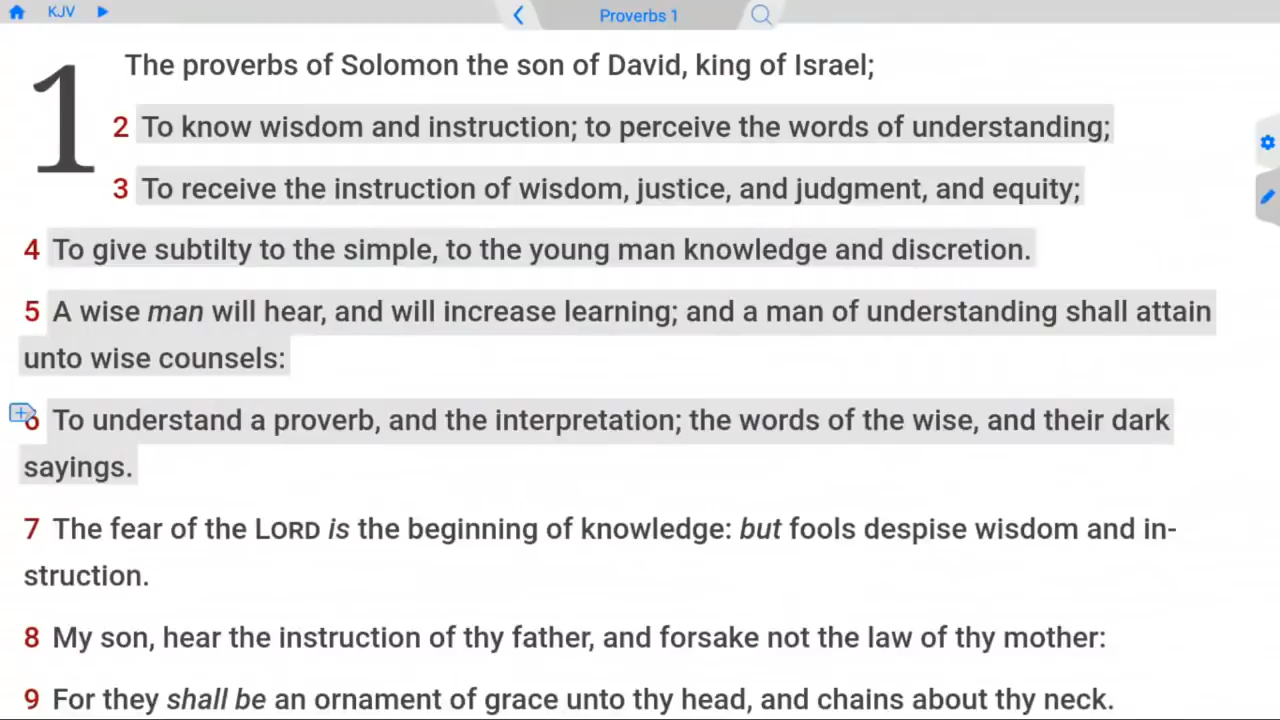 KJV
Proverbs 1
1 The proverbs of Solomon the son of David, king of Israel;
2 To know wisdom and instruction; to perceive the words of understanding;
3 To receive the instruction of wisdom, justice, and judgment, and equity;
4 To give subtilty to the simple, to the young man knowledge and discretion.
5 A wise man will hear, and will increase learning; and a man of understanding shall attain
unto wise counsels:
6 To understand a proverb, and the interpretation; the words of the wise, and their dark
sayings.
7 The fear of the LORD is the beginning of knowledge: but fools despise wisdom and in-
struction.
8 My son, hear the instruction of thy father, and forsake not the law of thy mother:
9 For they shall be an ornament of grace unto thy head, and chains about thy neck.